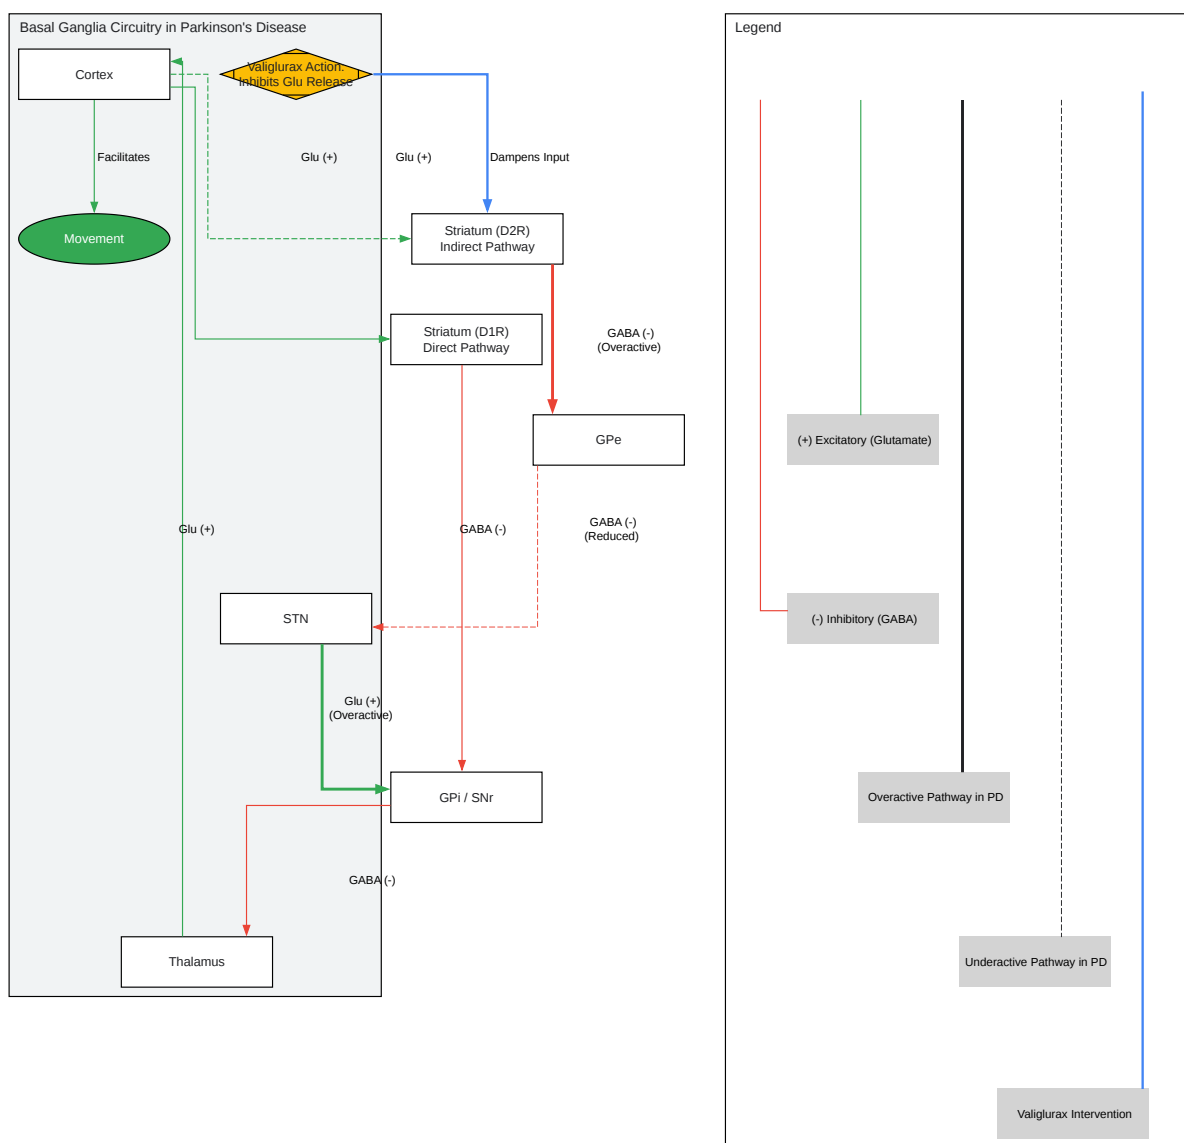 Basal Ganglia Circuitry in Parkinson's Disease
Legend
Cortex
Valiglurax Action:
Inhibits Glu Release
Facilitates
Glu (+)
Glu (+)
Dampens Input
Movement
Striatum (D2R)
Indirect Pathway
Striatum (D1R)
Direct Pathway
GABA (-)
(Overactive)
GPe
(+) Excitatory (Glutamate)
Glu (+)
GABA (-)
GABA (-)
(Reduced)
STN
(-) Inhibitory (GABA)
Glu (+)
(Overactive)
GPi / SNr
Overactive Pathway in PD
GABA (-)
Thalamus
Underactive Pathway in PD
Valiglurax Intervention